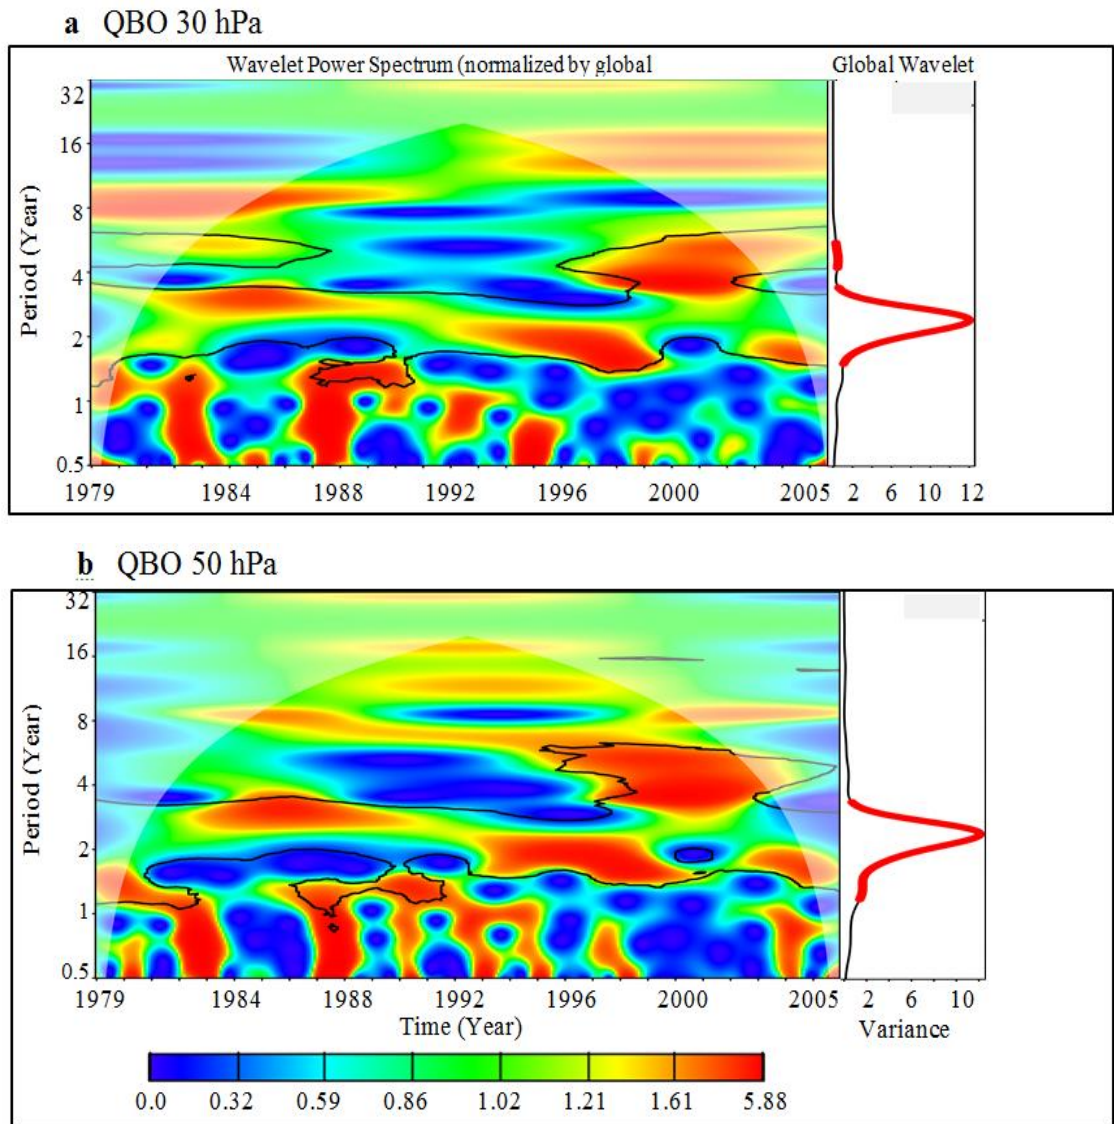 a QBO 30 hPa
Wavelet Power Spectrum (normalized by global
Global Wavelet
Period (Year)
32
16
8
4
2
1
0.5
1979 1984 1988 1992 1996 2000 2005
2 6 10 12
b QBO 50 hPa
Period (Year)
32
16
8
4
2
1
0.5
1979 1984 1988 1992 1996 2000 2005
2 6 10
Time (Year)
Variance
0.0 0.32 0.59 0.86 1.02 1.21 1.61 5.88